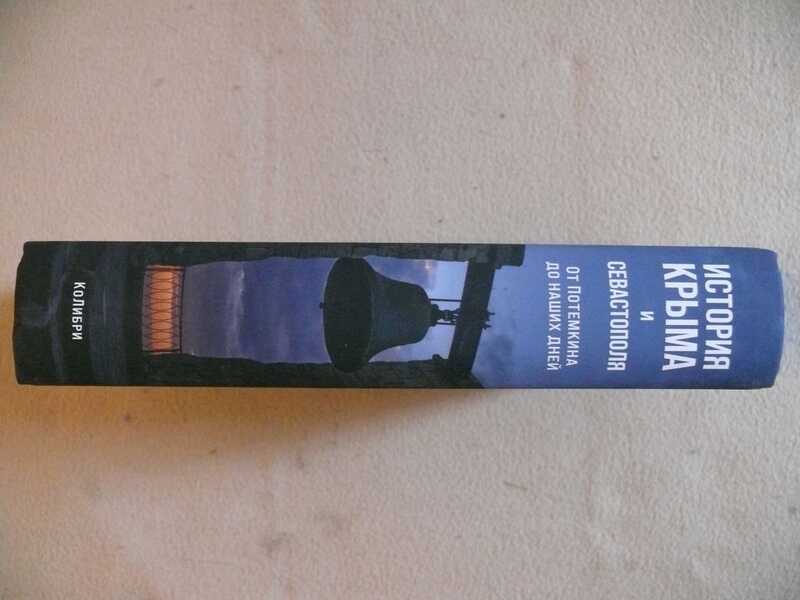 ИСТОРИЯ
КРЫМА
И
СЕВАСТОПОЛЯ
ОТ ПОТЕМКИНА
ДО НАШИХ ДНЕЙ
КОЛИБРИ